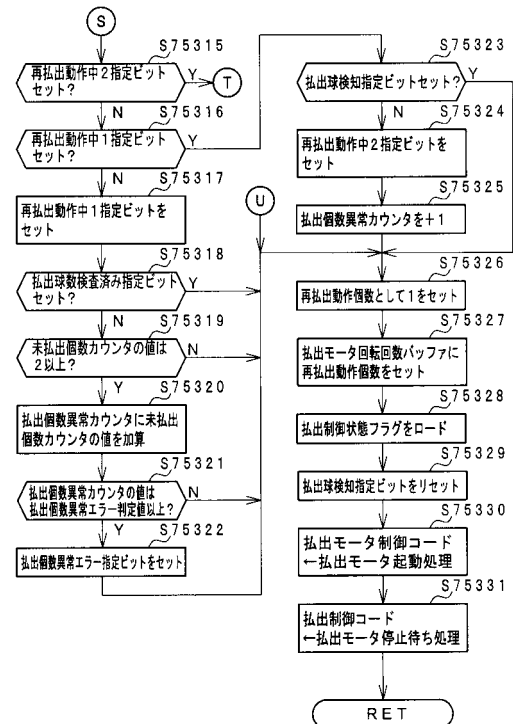 S
S75315
再払出動作中2指定ビット
セット?
Y
T
N
S75316
再払出動作中1指定ビット
セット?
Y
N
S75317
再払出動作中1指定ビットを
セット
S75318
払出球数検査済み指定ビット
セット?
Y
N
S75319
未払出個数カウンタの値は
2以上?
N
Y
S75320
払出個数異常カウンタに未払出
個数カウンタの値を加算
S75321
払出個数異常カウンタの値は
払出個数異常エラー判定値以上?
N
Y
S75322
払出個数異常エラー指定ビットをセット
U
S75323
払出球検知指定ビットセット?
Y
N
S75324
再払出動作中2指定ビットを
セット
S75325
払出個数異常カウンタを+1
S75326
再払出動作個数として1をセット
S75327
払出モータ回転回数バッファに
再払出動作個数をセット
S75328
払出制御状態フラグをロード
S75329
払出球検知指定ビットをリセット
S75330
払出モータ制御コード
←払出モータ起動処理
S75331
払出制御コード
←払出モータ停止待ち処理
RET